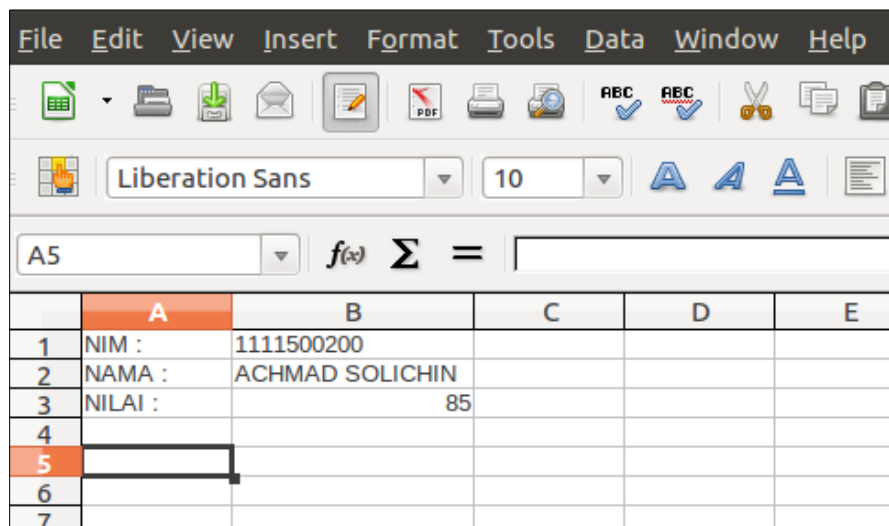 File Edit View Insert Format Tools Data Window Help
PDF ABC ABC
Liberation Sans 10
A5 f(x) Σ =
A B C D E
1 NIM : 1111500200
2 NAMA : ACHMAD SOLICHIN
3 NILAI : 85
4
5
6
7